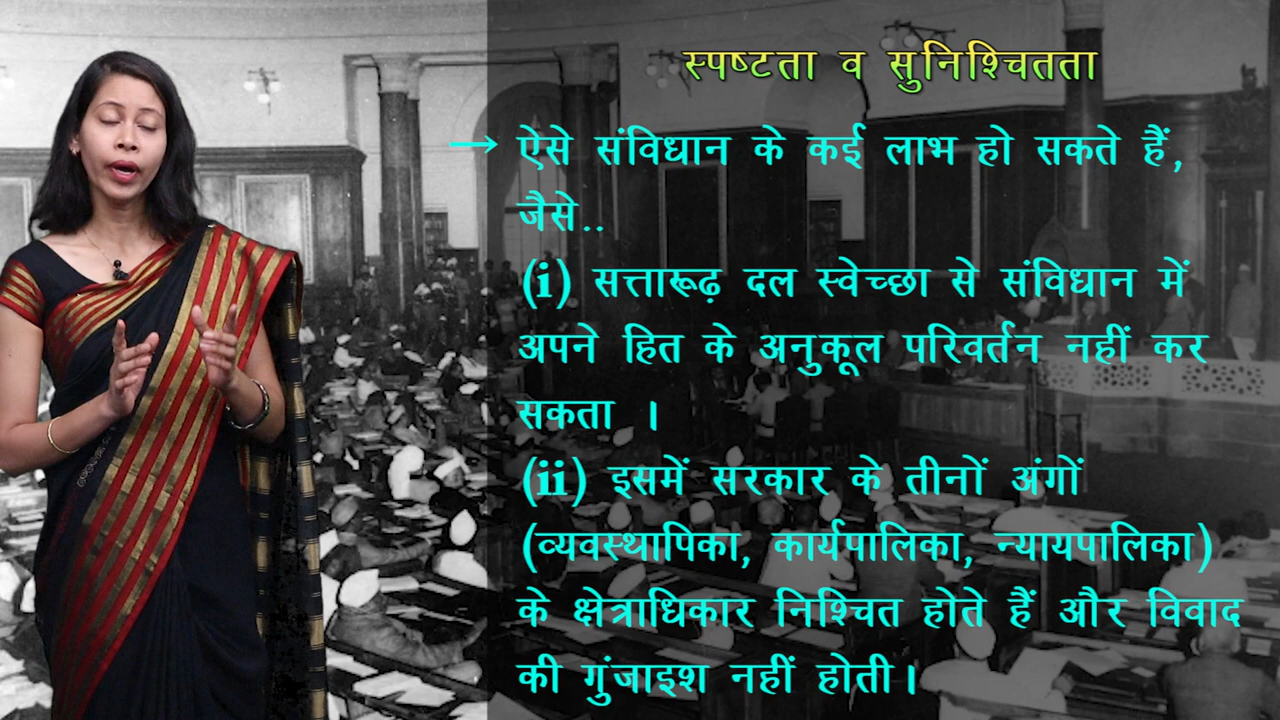 स्पष्टता व सुनिश्चितता
→ ऐसे संविधान के कई लाभ हो सकते हैं,
जैसे..
(i) सत्तारूढ़ दल स्वेच्छा से संविधान में
अपने हित के अनुकूल परिवर्तन नहीं कर
सकता ।
(ii) इसमें सरकार के तीनों अंगों
(व्यवस्थापिका, कार्यपालिका, न्यायपालिका)
के क्षेत्राधिकार निश्चित होते हैं और विवाद
की गुंजाइश नहीं होती।